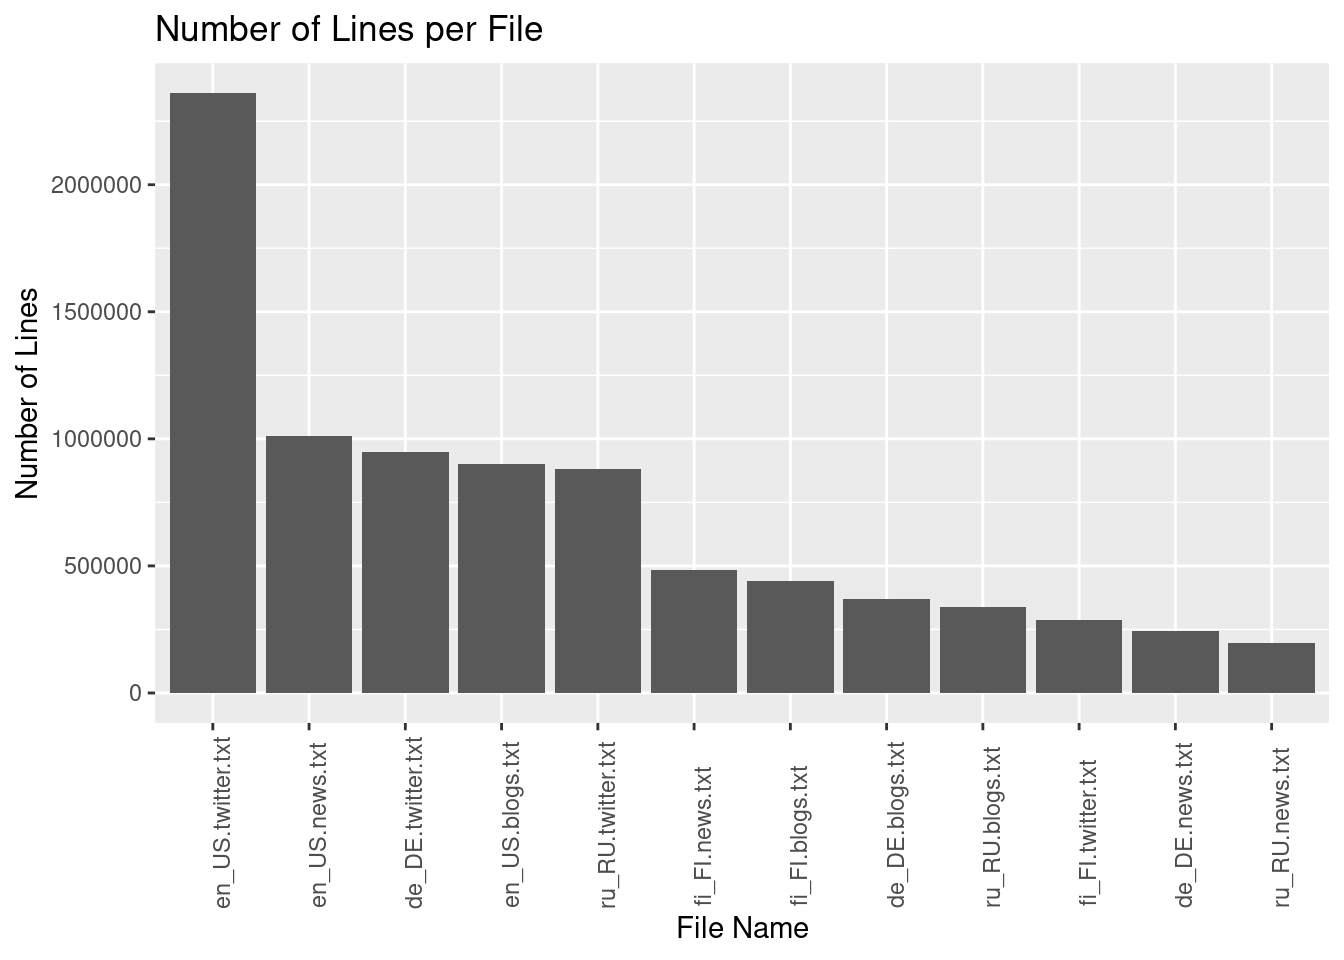 Number of Lines per File
Number of Lines
2000000
1500000
1000000
500000
0
en_US.twitter.txt
en_US.news.txt
de_DE.twitter.txt
en_US.blogs.txt
ru_RU.twitter.txt
fi_FI.news.txt
fi_FI.blogs.txt
de_DE.blogs.txt
ru_RU.blogs.txt
fi_FI.twitter.txt
de_DE.news.txt
ru_RU.news.txt
File Name